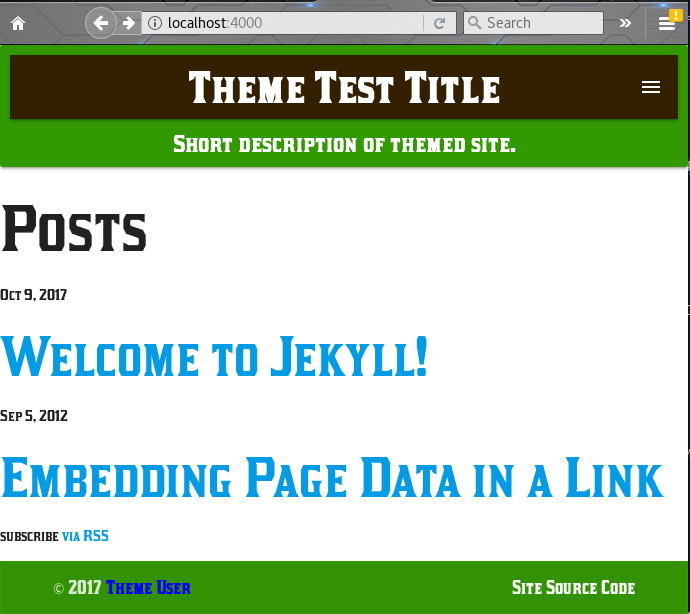 localhost:4000
Search
Theme Test Title
Short description of themed site.
Posts
Oct 9, 2017
Welcome to Jekyll!
Sep 5, 2012
Embedding Page Data in a Link
subscribe via RSS
© 2017 Theme User
Site Source Code